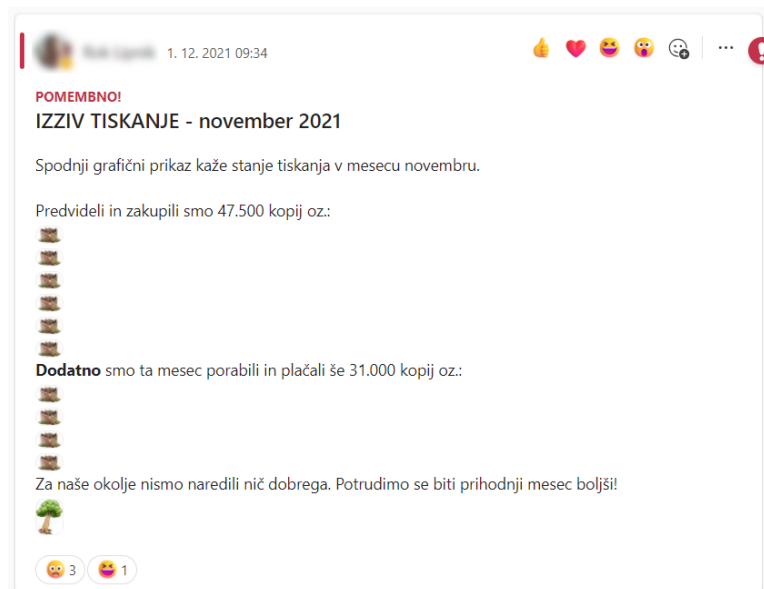 1. 12. 2021 09:34
POMEMBNO!
IZZIV TISKANJE - november 2021
Spodnji grafični prikaz kaže stanje tiskanja v mesecu novembru.
Predvideli in zakupili smo 47.500 kopij oz.:
Dodatno smo ta mesec porabili in plačali še 31.000 kopij oz.:
Za naše okolje nismo naredili nič dobrega. Potrudimo se biti prihodnji mesec boljši!
3 1